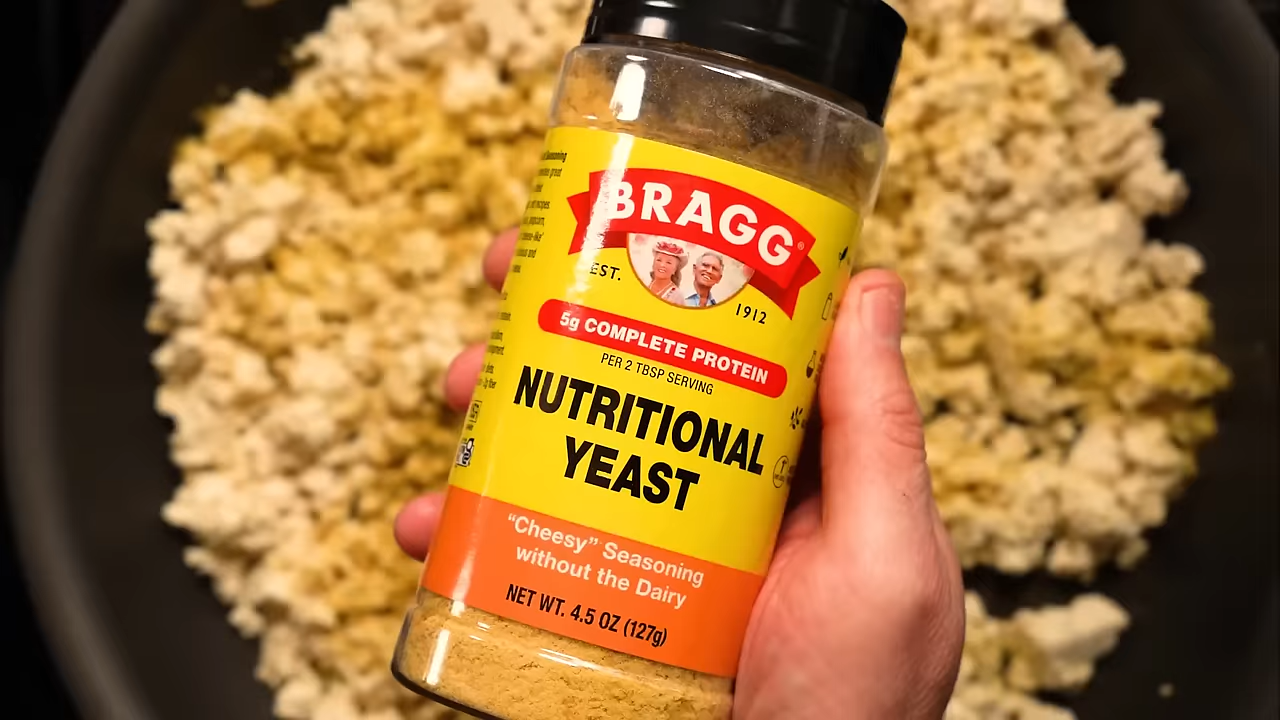 BRAGG®
EST.
1912
5g COMPLETE PROTEIN
PER 2 TBSP SERVING
NUTRITIONAL
YEAST
“Cheesy” Seasoning
without the Dairy
NET WT. 4.5 OZ (127g)